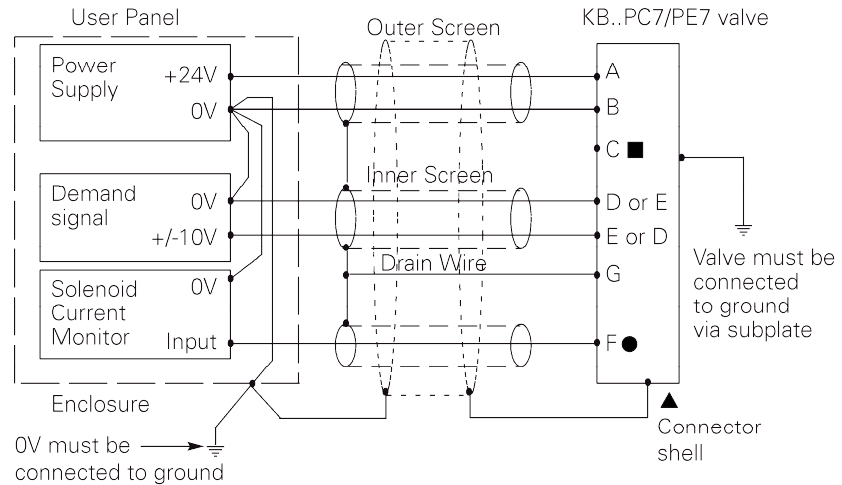 User Panel
Outer Screen
KB..PC7/PE7 valve
Power
Supply
+24V
0V
A
B
C
Inner Screen
Demand
signal
0V
+/-10V
D or E
E or D
Drain Wire
G
Solenoid
Current
Monitor
0V
Input
F
Valve must be
connected
to ground
via subplate
Enclosure
Connector
shell
0V must be
connected to ground